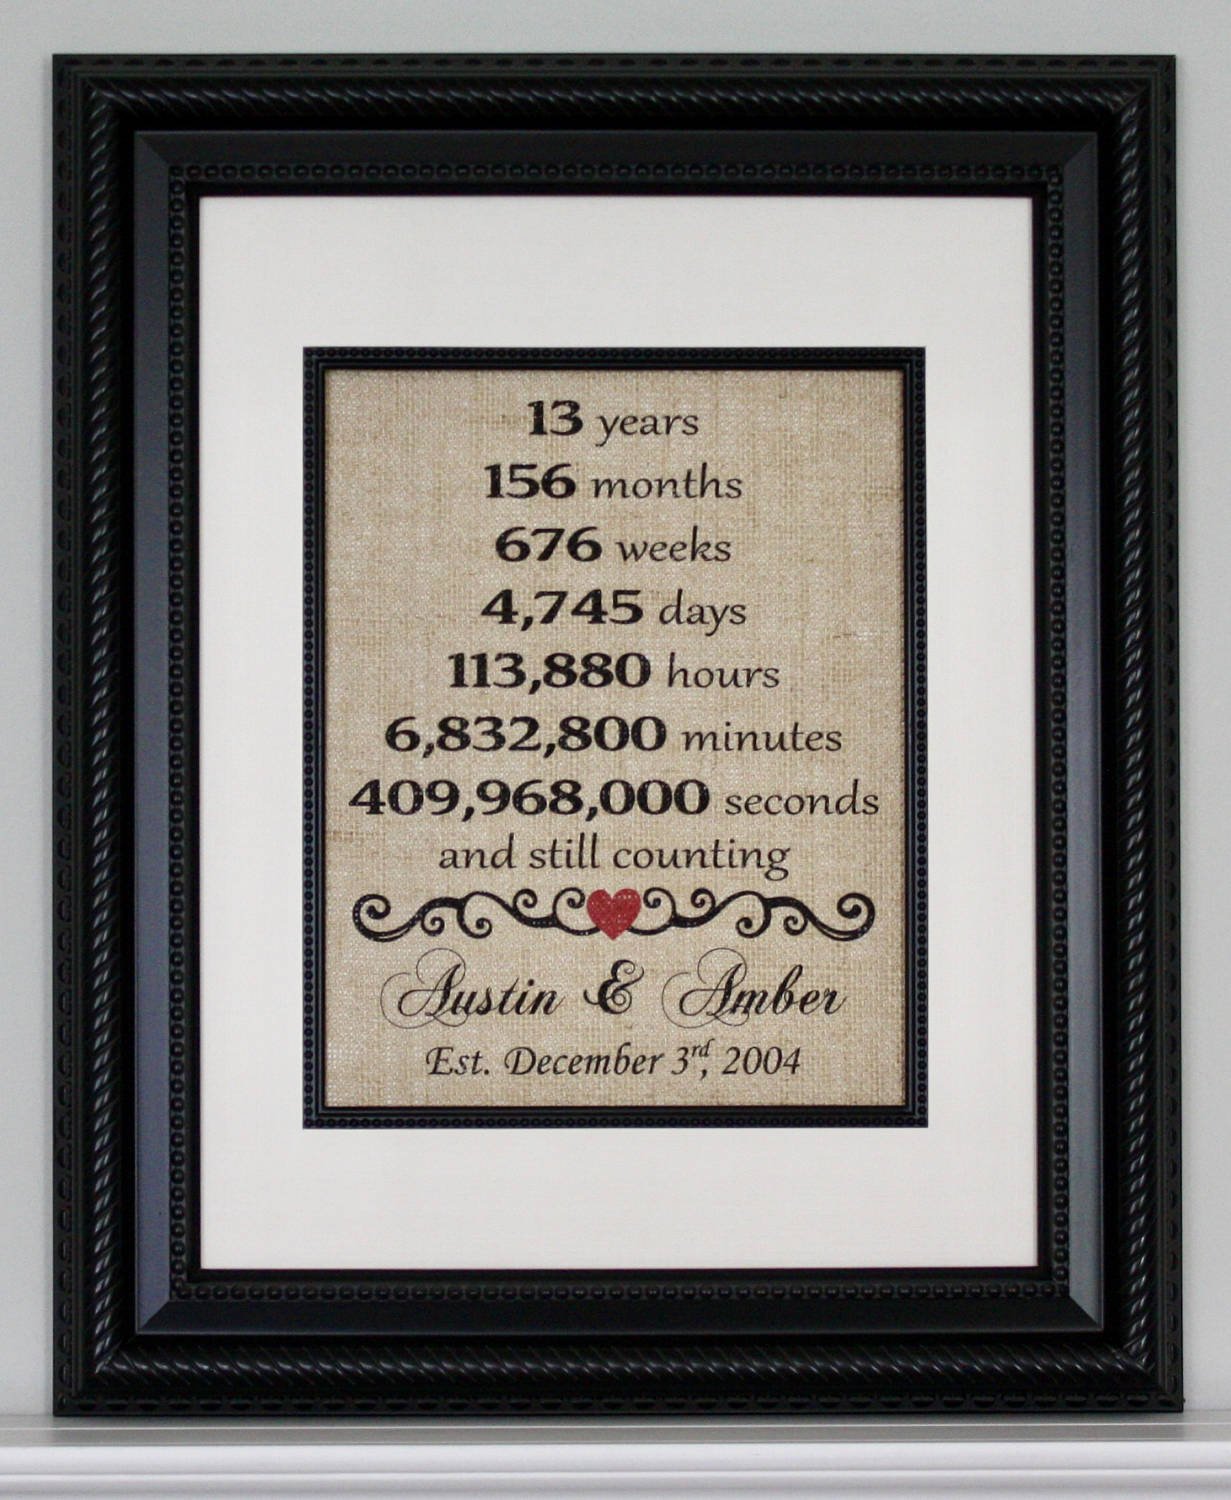 13 years
156 months
676 weeks
4,745 days
113,880 hours
6,832,800 minutes
409,968,000 seconds
and still counting
Austin & Amber
Est. December 3rd, 2004